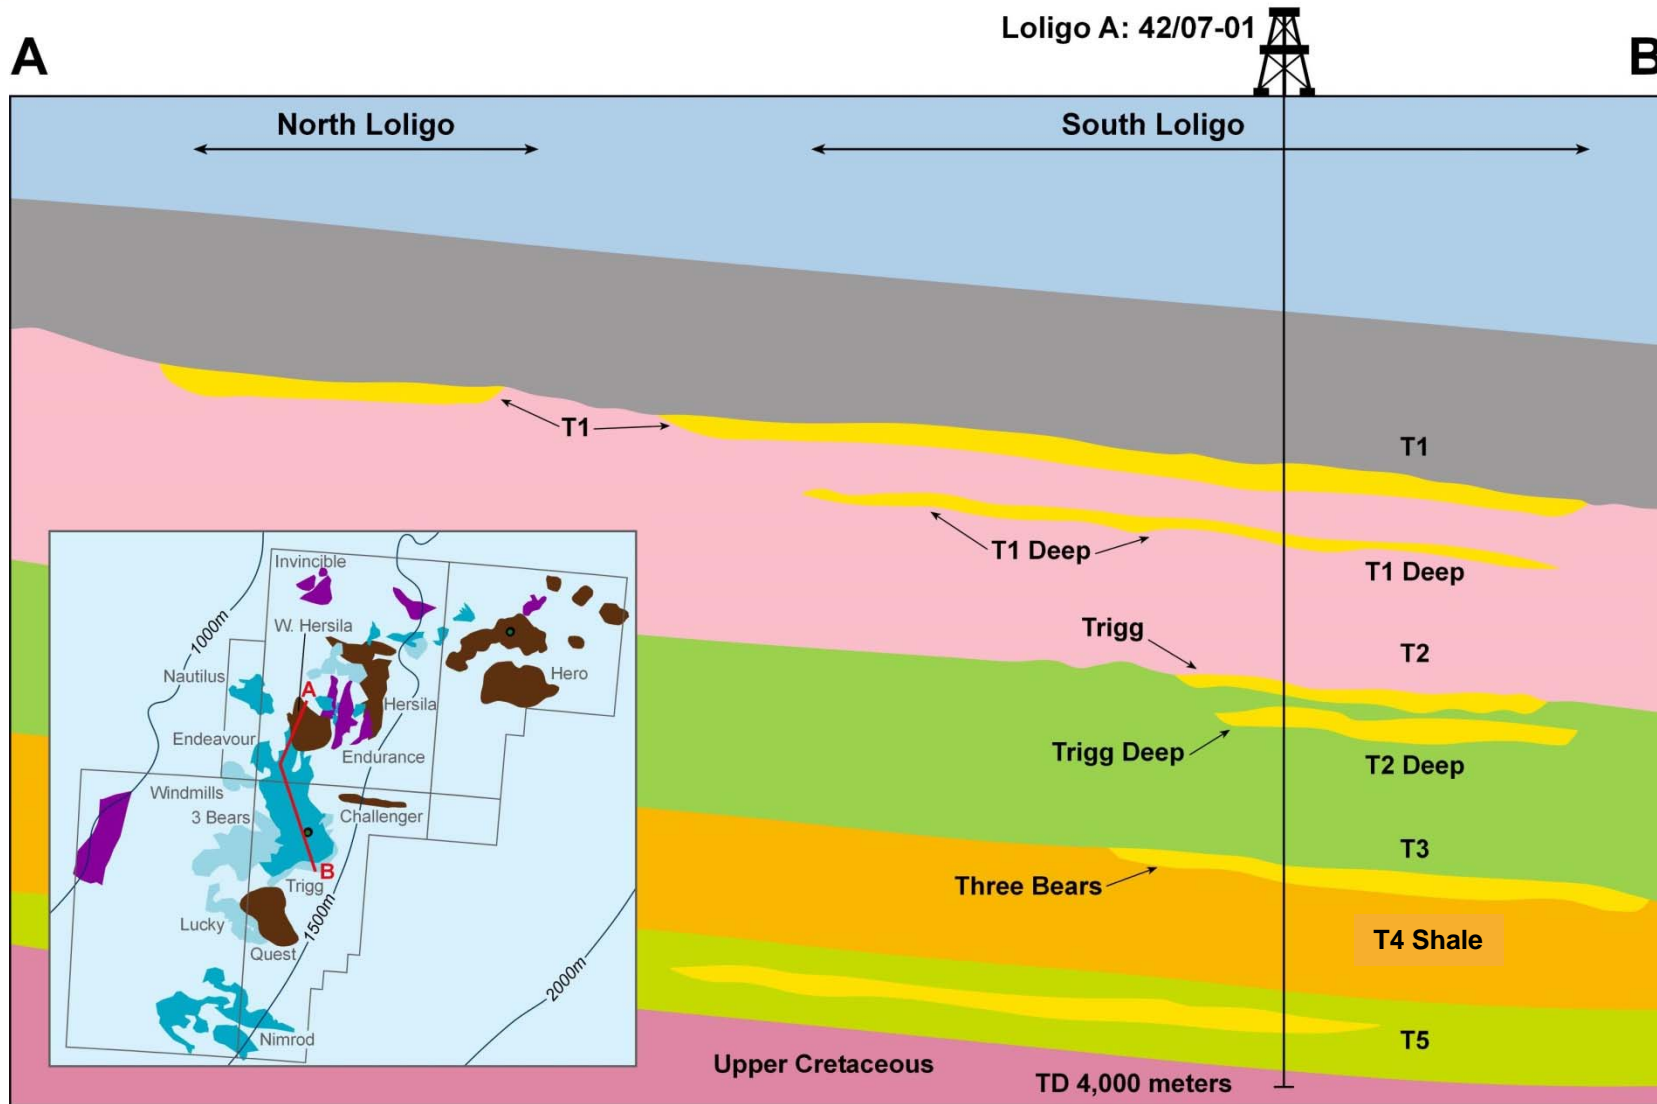 Loligo A: 42/07-01
A
B
North Loligo
South Loligo
T1
T1
T1 Deep
T1 Deep
Trigg
T2
Trigg Deep
T2 Deep
T3
Three Bears
T4 Shale
T5
Upper Cretaceous
TD 4,000 meters
Invincible
1000m
W. Hersila
Nautilus
Hero
A
Hersila
Endeavour
Endurance
Windmills
3 Bears
Challenger
B
Trigg
Lucky
1500m
Quest
2000m
Nimrod